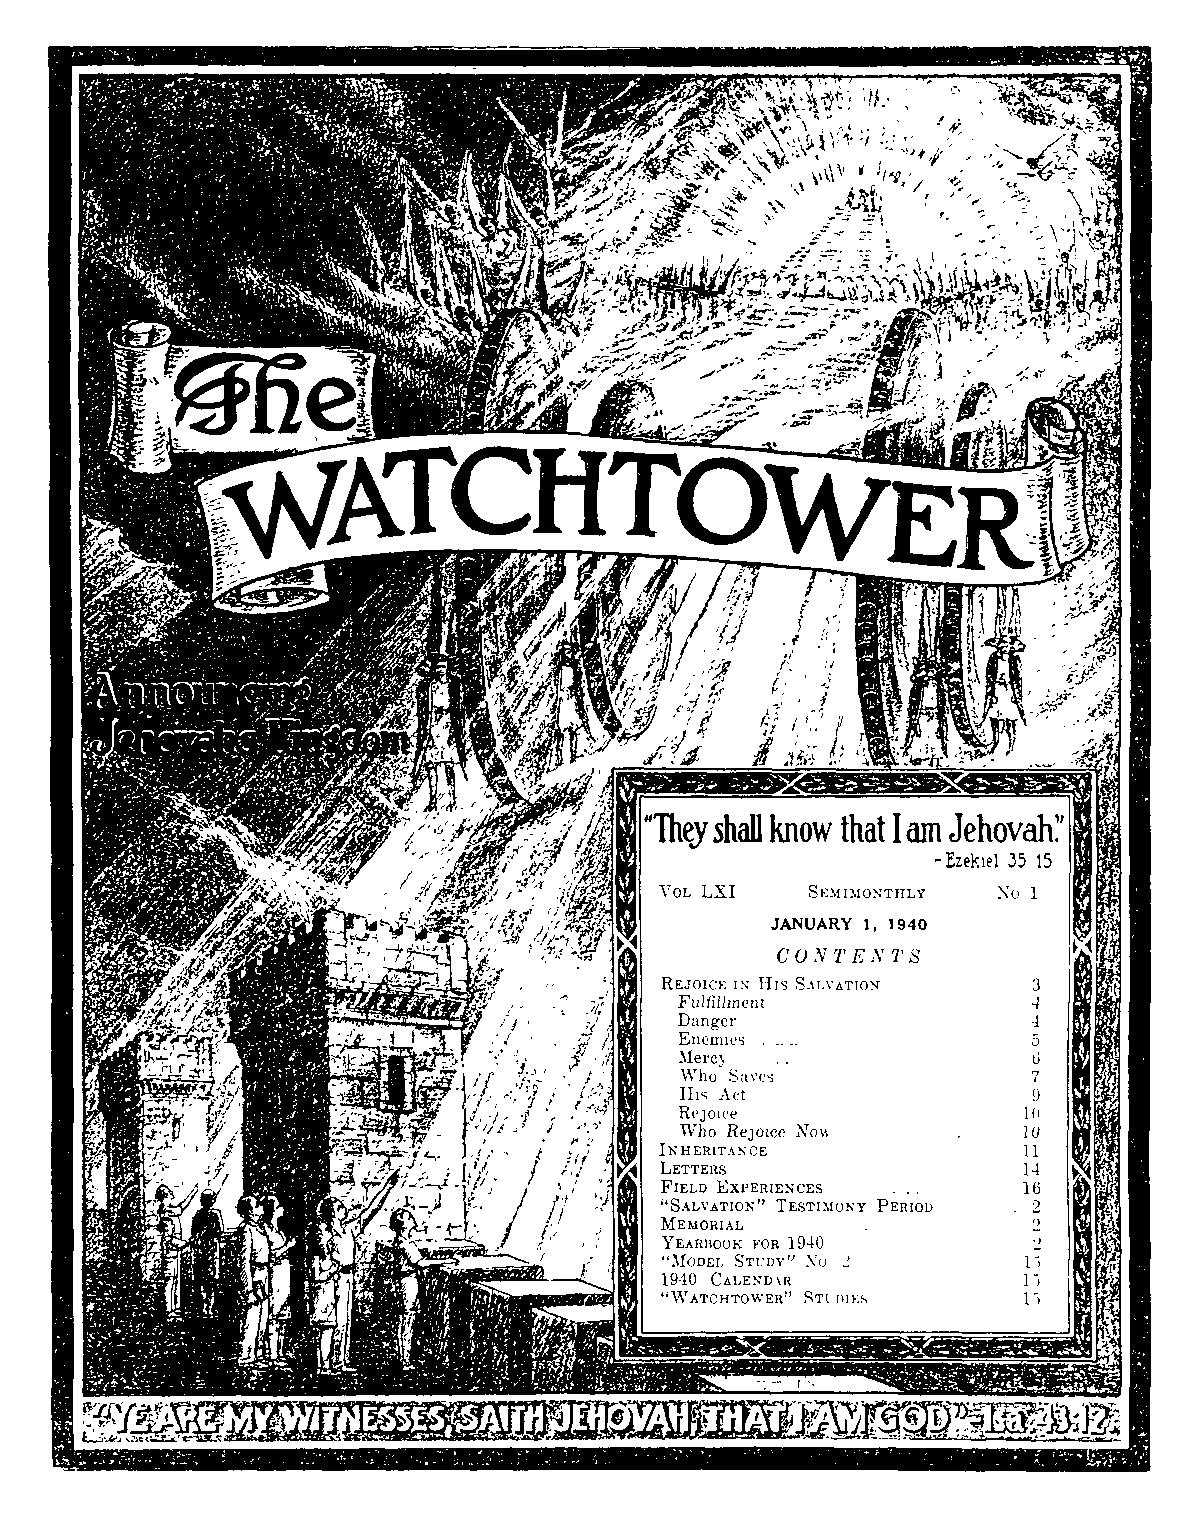 The
WATCHTOWER
Announcing
Jehovah's Kingdom
"They shall know that I am Jehovah."
-Ezekiel 35 15
VOL LXI SEMIMONTHLY No 1
JANUARY 1, 1940
CONTENTS
REJOICE IN HIS SALVATION 3
Fulfillment 4
Danger 4
Enemies 5
Mercy 6
Who Saves 7
His Act 9
Rejoice 10
Who Rejoice Now 10
INHERITANCE 11
LETTERS 14
FIELD EXPERIENCES 16
"SALVATION" TESTIMONY PERIOD 2
MEMORIAL 2
YEARBOOK FOR 1940 2
"MODEL STUDY" No 2 15
1940 CALENDAR 15
"WATCHTOWER" STUDIES 15
"YE ARE MY WITNESSES, SAITH JEHOVAH, THAT I AM GOD"-Isa. 43:12.